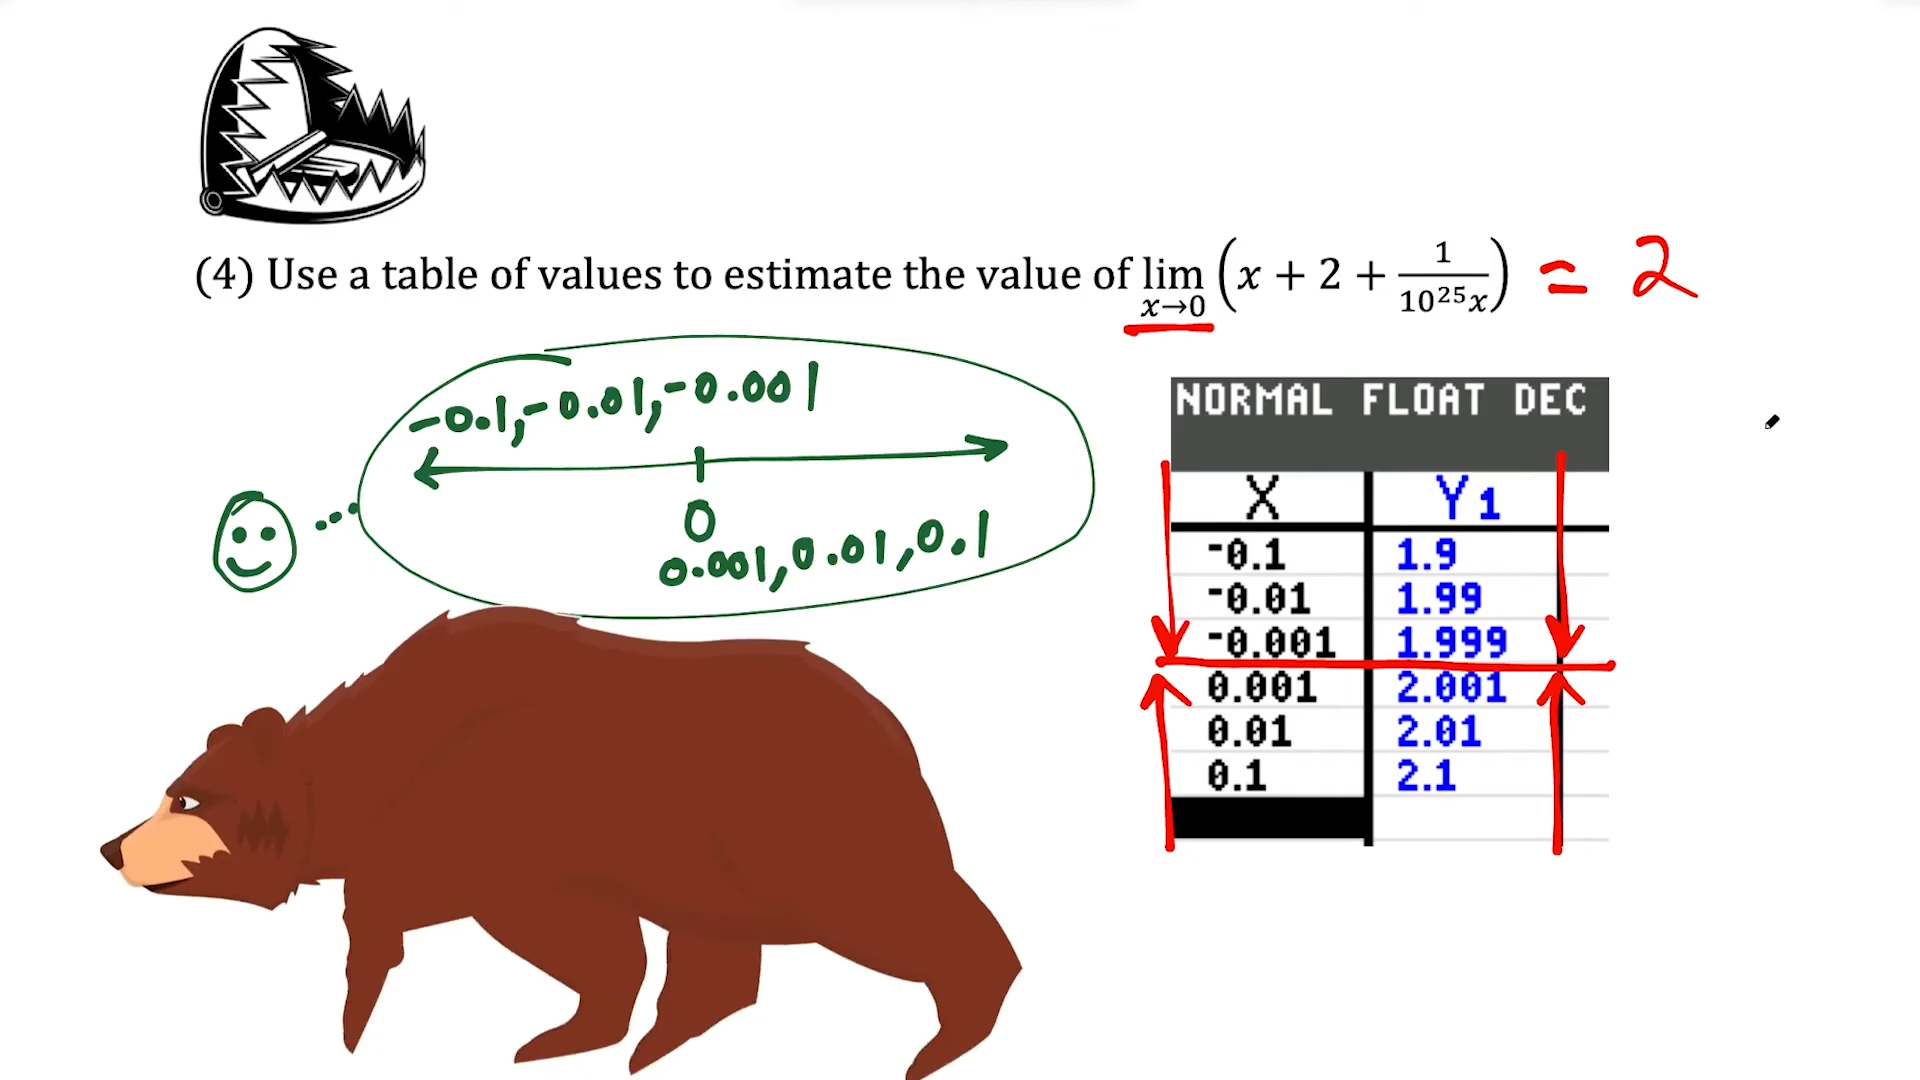 (4) Use a table of values to estimate the value of lim x→0 (x + 2 + 1/(10²⁵x)) = 2
-0.1, -0.01, -0.001
0
0.001, 0.01, 0.1
NORMAL FLOAT DEC
X Y1
-0.1 1.9
-0.01 1.99
-0.001 1.999
0.001 2.001
0.01 2.01
0.1 2.1